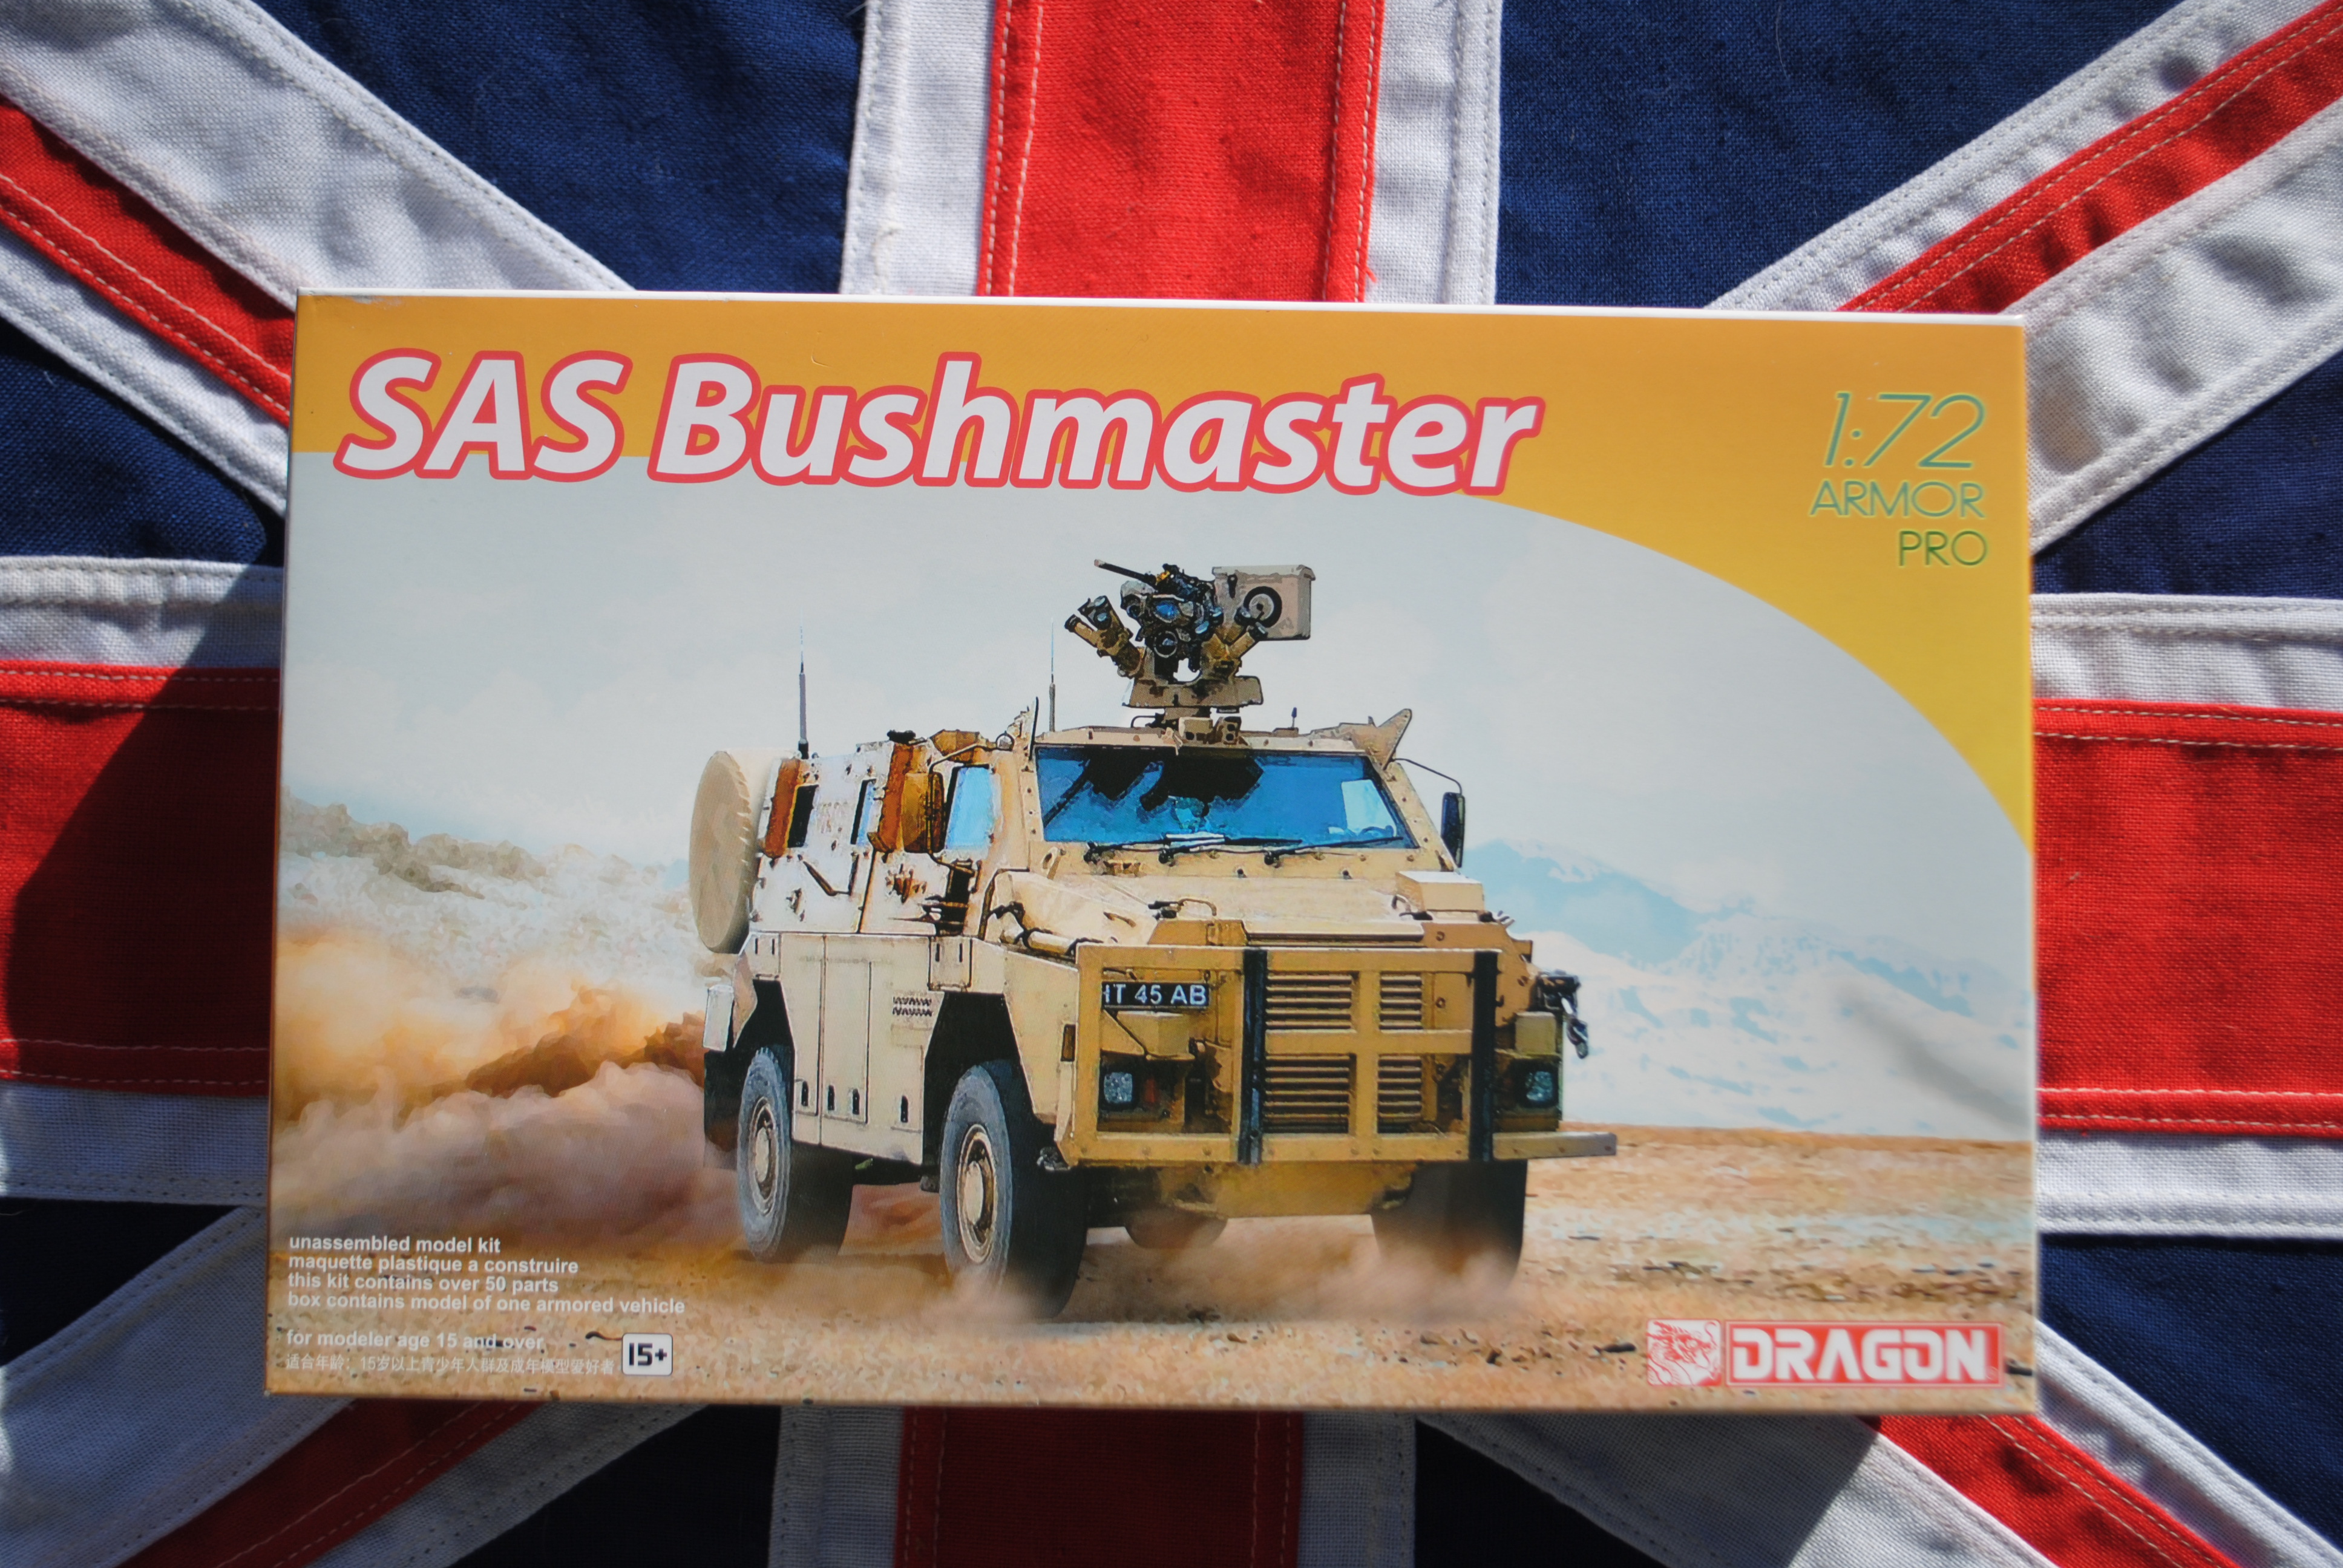 SAS Bushmaster
1:72
ARMOR
PRO
HT 45 AB
unassembled model kit
maquette plastique a construire
this kit contains over 50 parts
box contains model of one armored vehicle
for modeler age 15 and over
适合年龄：15岁以上青少年人群及成年模型爱好者
15+
DRAGON